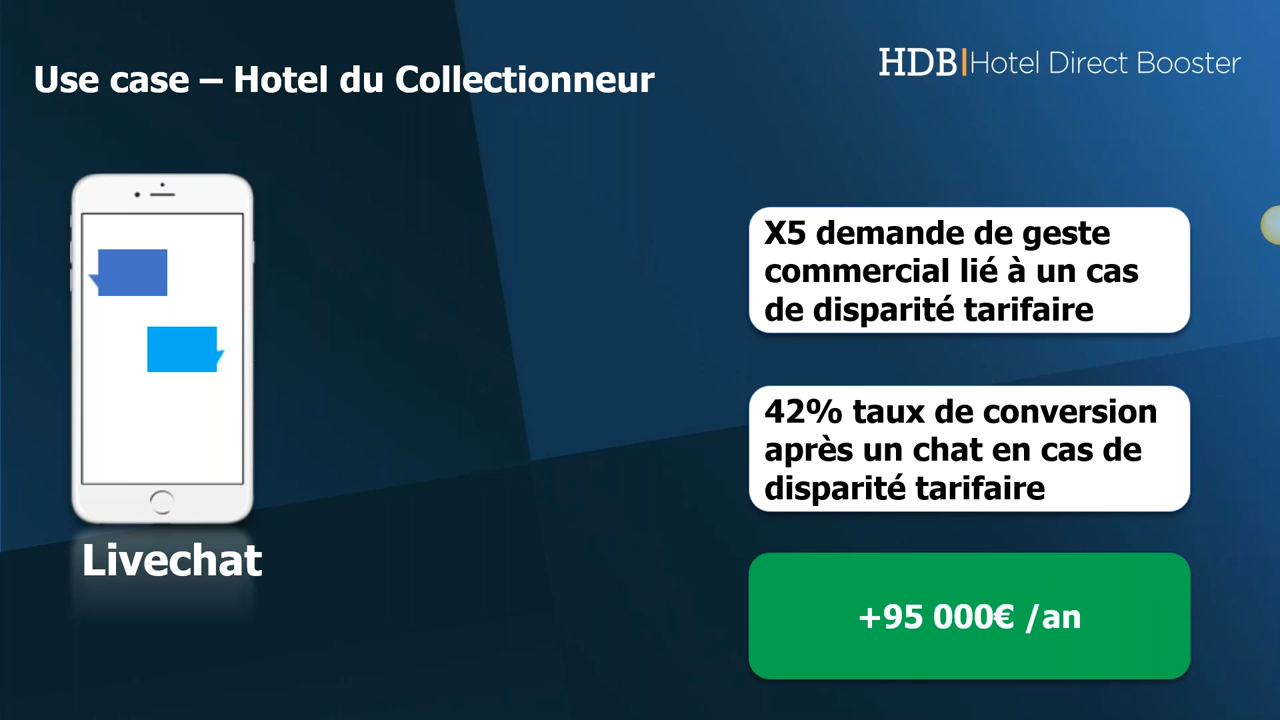 Use case – Hotel du Collectionneur
HDB|Hotel Direct Booster
X5 demande de geste
commercial lié à un cas
de disparité tarifaire
42% taux de conversion
après un chat en cas de
disparité tarifaire
Livechat
+95 000€ /an